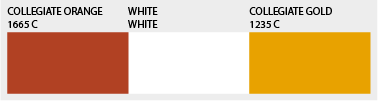 COLLEGIATE ORANGE
1665 C
WHITE
WHITE
COLLEGIATE GOLD
1235 C